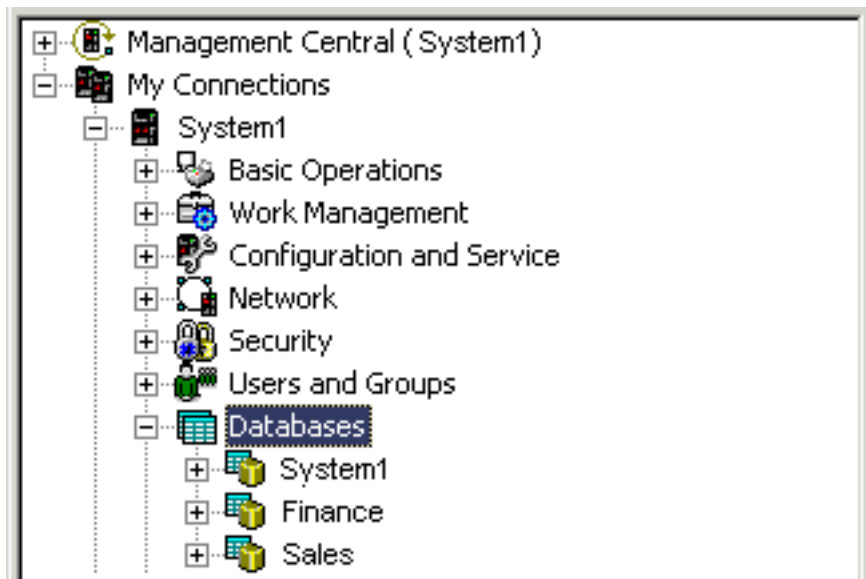 Management Central ( System1)
My Connections
System1
Basic Operations
Work Management
Configuration and Service
Network
Security
Users and Groups
Databases
System1
Finance
Sales